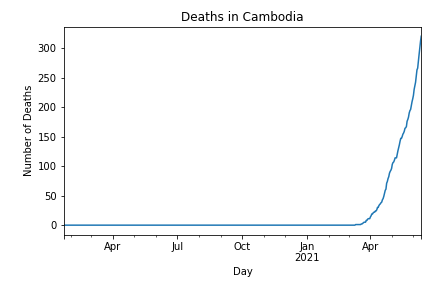 Deaths in Cambodia
Number of Deaths
300
250
200
150
100
50
0
Apr
Jul
Oct
Jan
2021
Apr
Day